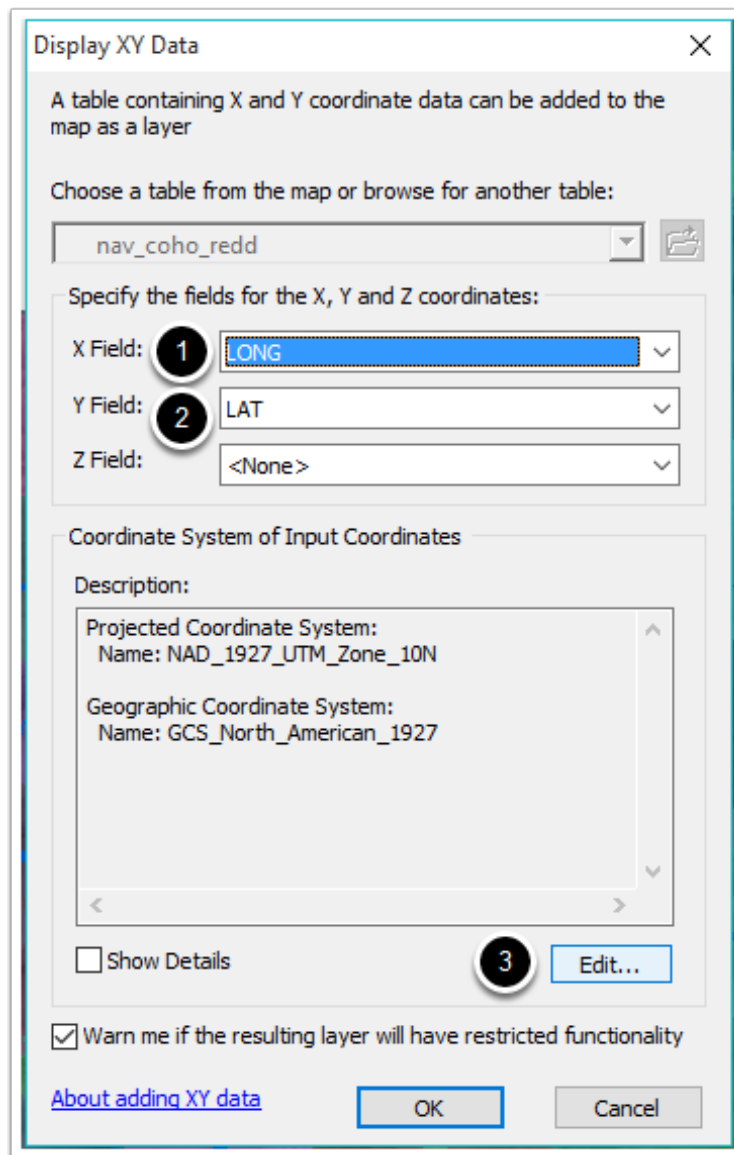 Display XY Data
A table containing X and Y coordinate data can be added to the
map as a layer
Choose a table from the map or browse for another table:
nav_coho_redd
Specify the fields for the X, Y and Z coordinates:
X Field: 1 LONG
Y Field: 2 LAT
Z Field: <None>
Coordinate System of Input Coordinates
Description:
Projected Coordinate System:
Name: NAD_1927_UTM_Zone_10N
Geographic Coordinate System:
Name: GCS_North_American_1927
Show Details 3 Edit...
Warn me if the resulting layer will have restricted functionality
About adding XY data OK Cancel